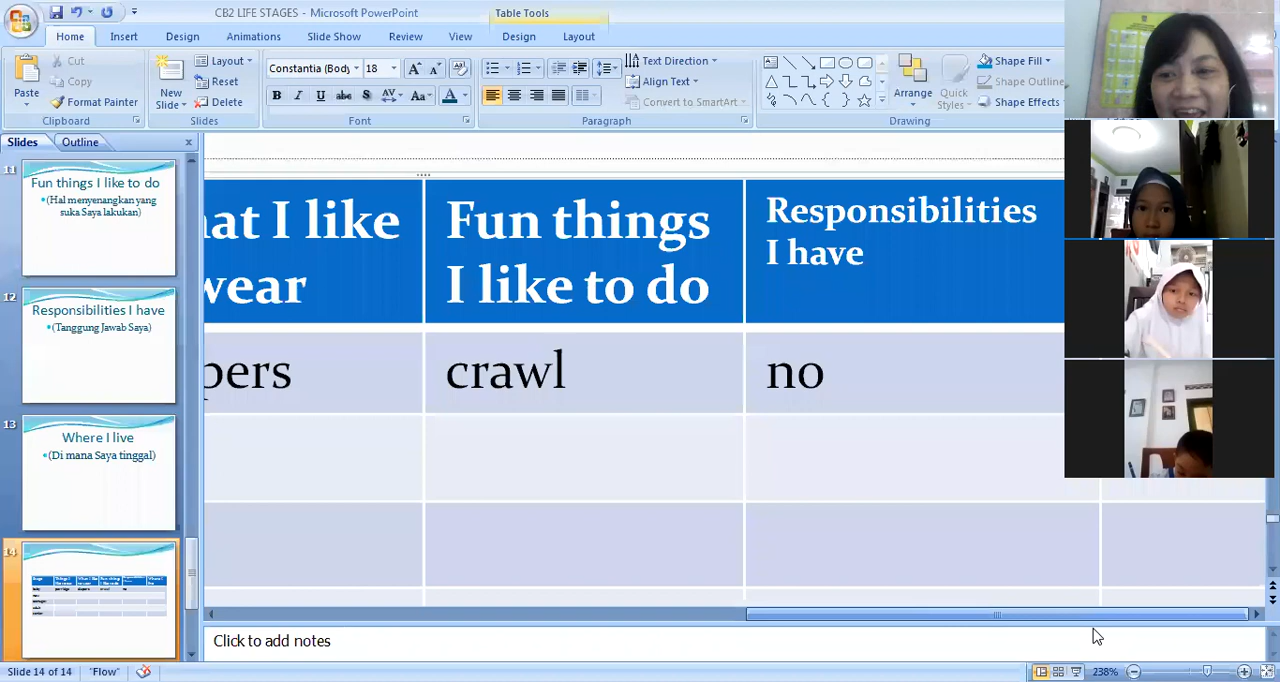 CB2 LIFE STAGES - Microsoft PowerPoint
Table Tools
Home Insert Design Animations Slide Show Review View Design Layout
Paste
Cut
Copy
Format Painter
Clipboard
New Slide
Layout
Reset
Delete
Slides
Constantia (Body 18
B I U abe S AV Aa A
Font
Text Direction
Align Text
Convert to SmartArt
Paragraph
Arrange
Quick Styles
Shape Fill
Shape Outline
Shape Effects
Drawing
Slides Outline
11
Fun things I like to do
(Hal menyenangkan yang
suka Saya lakukan)
12
Responsibilities I have
(Tanggung Jawab Saya)
13
Where I live
(Di mana Saya tinggal)
14
hat I like
wear
Fun things
I like to do
Responsibilities
I have
pers
crawl
no
Click to add notes
Slide 14 of 14
"Flow"
238%